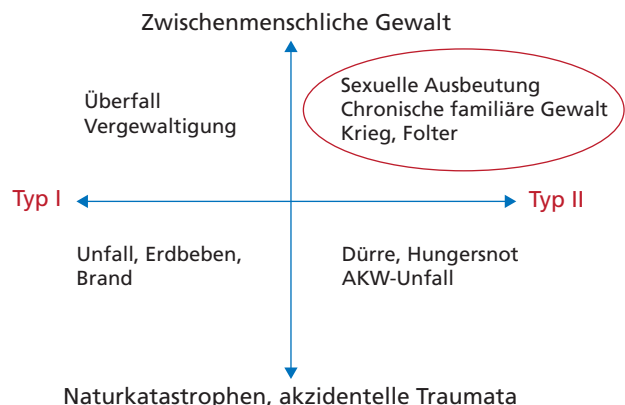 Zwischenmenschliche Gewalt
Überfall
Vergewaltigung
Sexuelle Ausbeutung
Chronische familiäre Gewalt
Krieg, Folter
Typ I
Typ II
Unfall, Erdbeben,
Brand
Dürre, Hungersnot
AKW-Unfall
Naturkatastrophen, akzidentelle Traumata